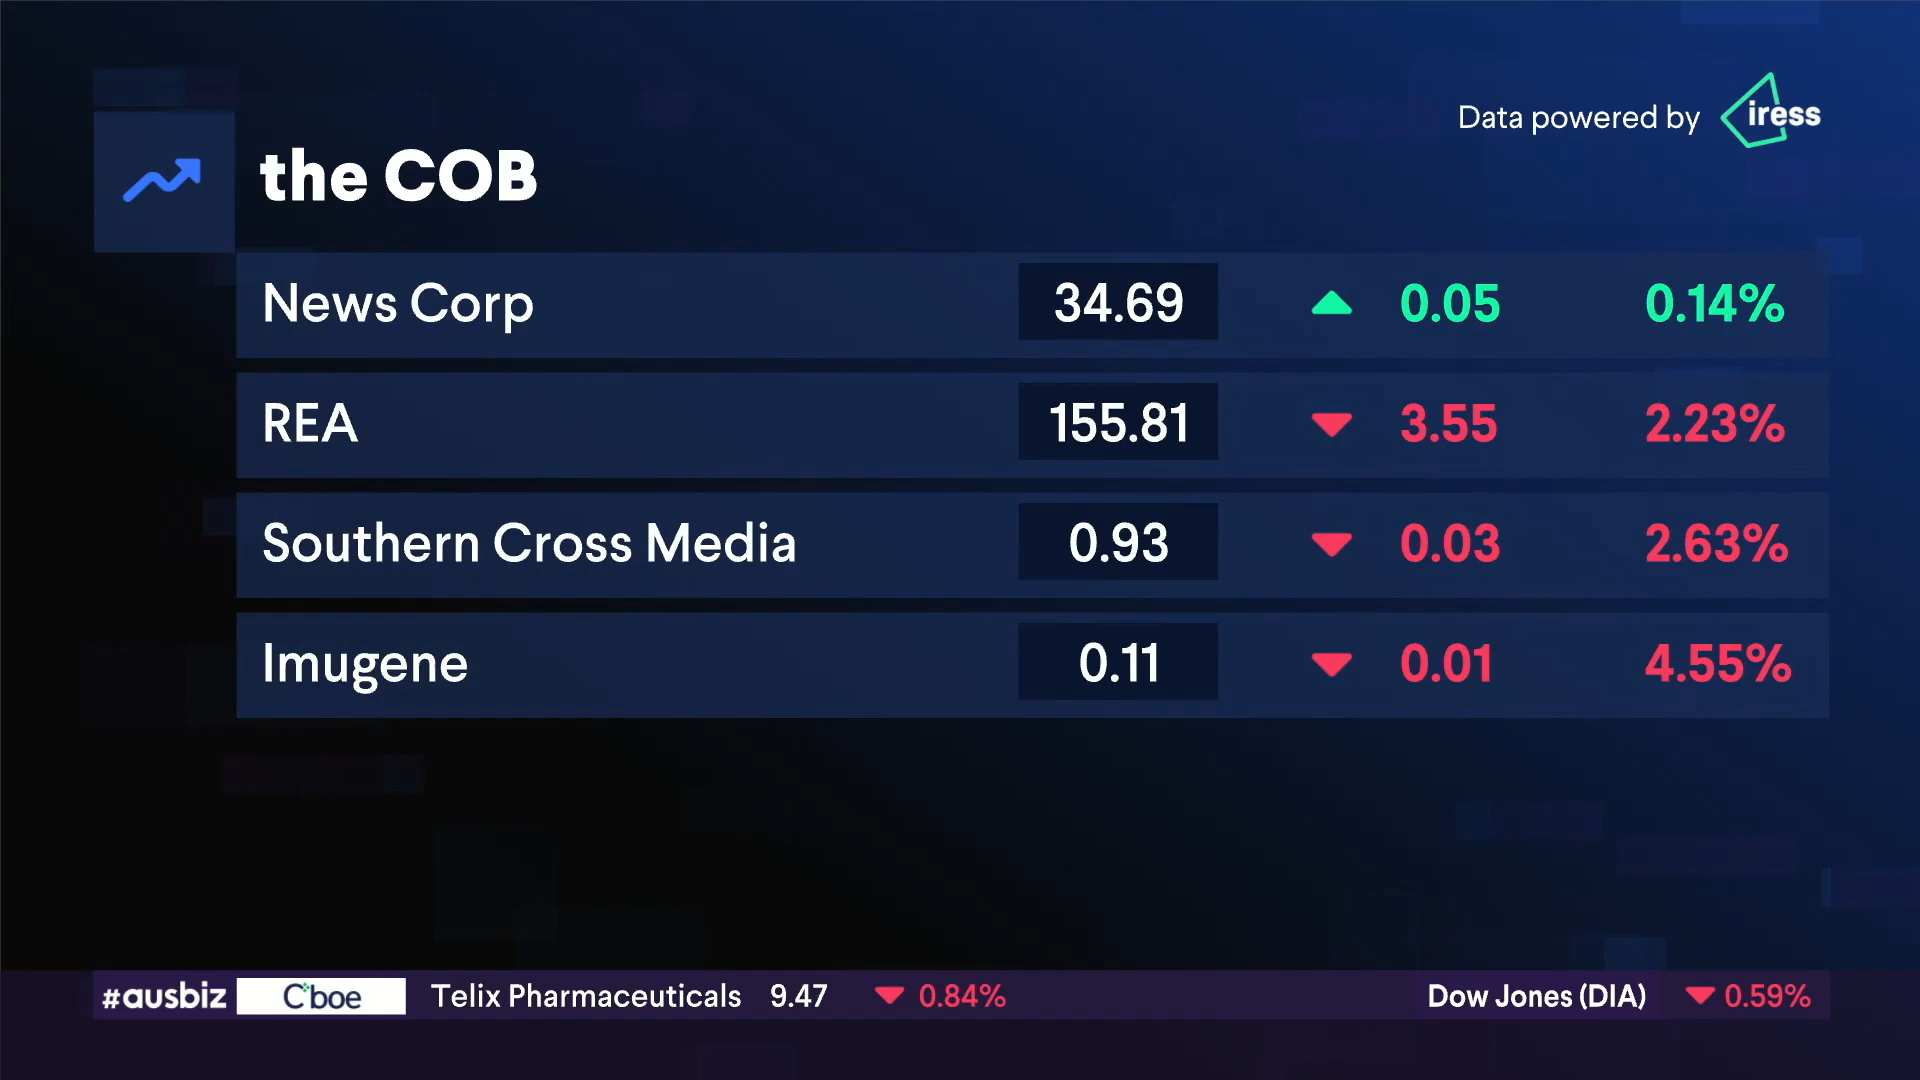 Data powered by iress
the COB
News Corp 34.69 0.05 0.14%
REA 155.81 3.55 2.23%
Southern Cross Media 0.93 0.03 2.63%
Imugene 0.11 0.01 4.55%
#ausbiz Cboe Telix Pharmaceuticals 9.47 0.84% Dow Jones (DIA) 0.59%